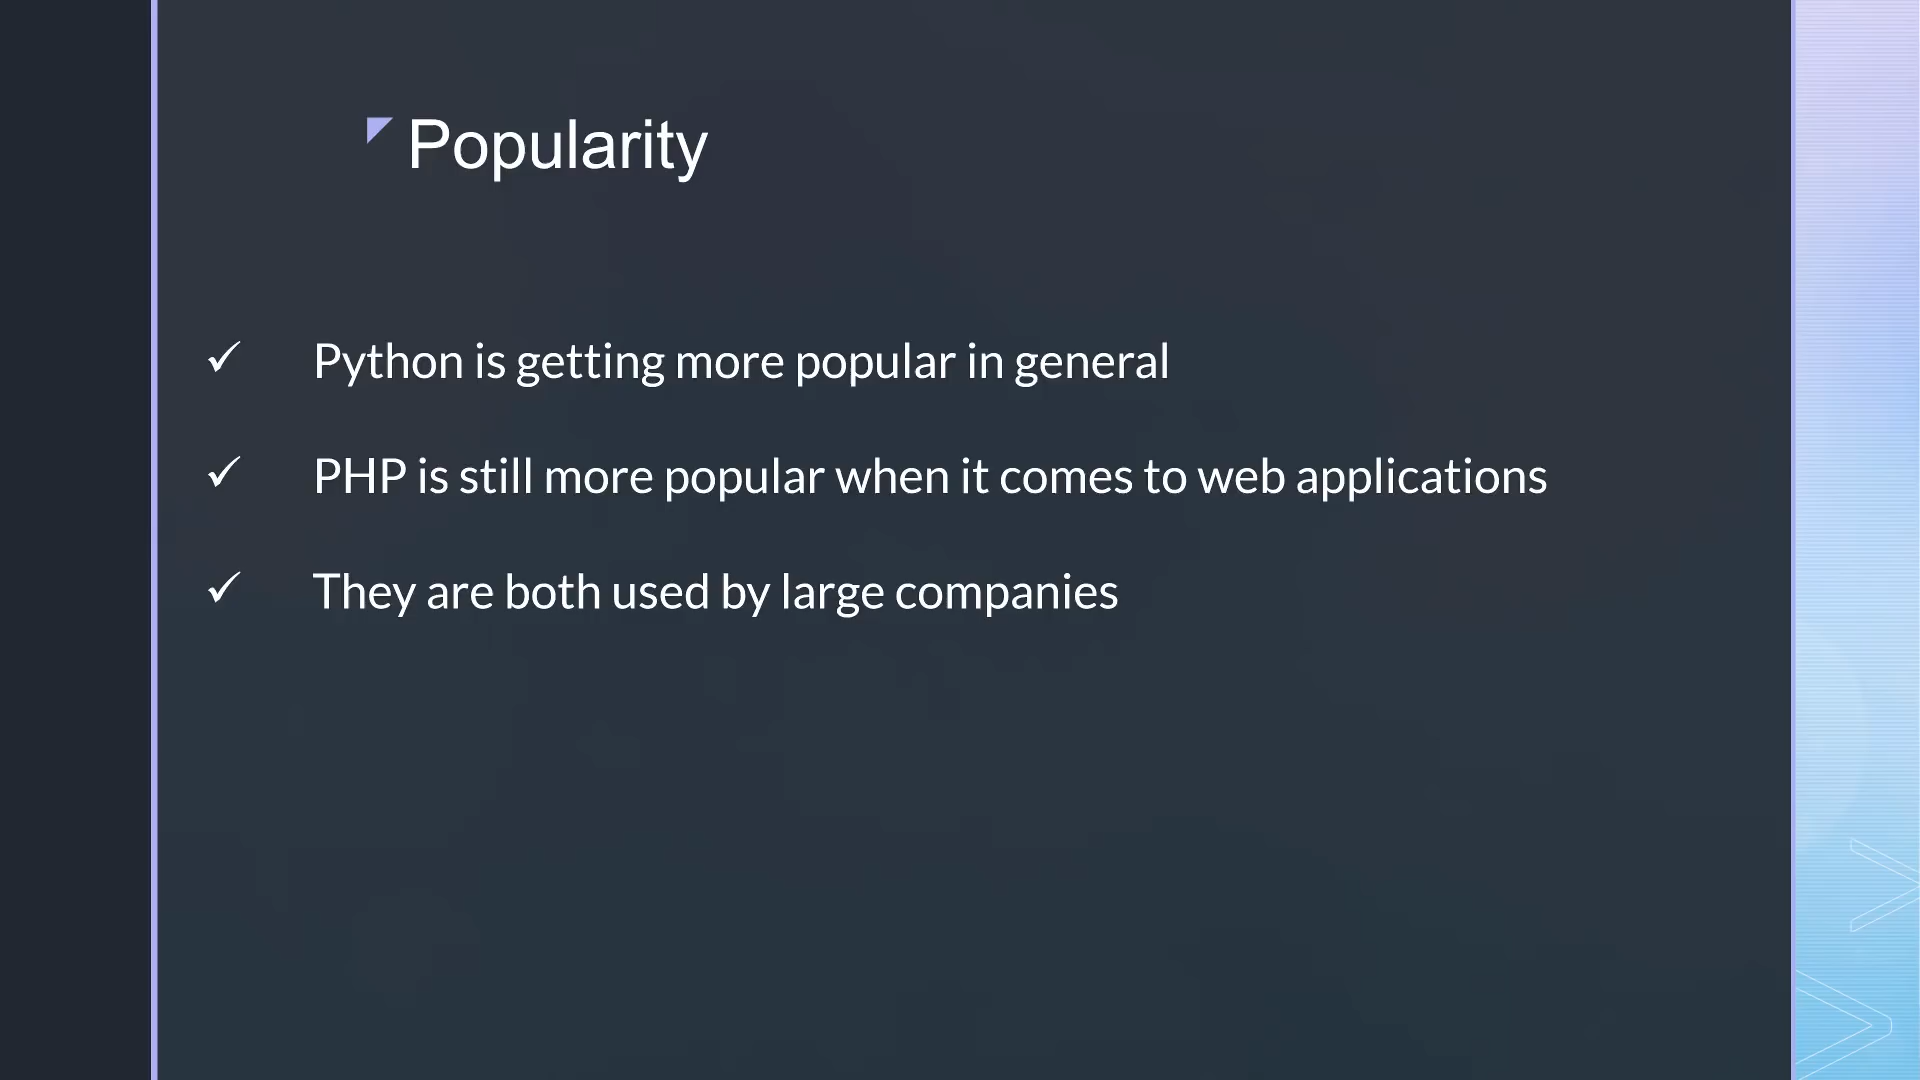 Popularity
✓ Python is getting more popular in general
✓ PHP is still more popular when it comes to web applications
✓ They are both used by large companies